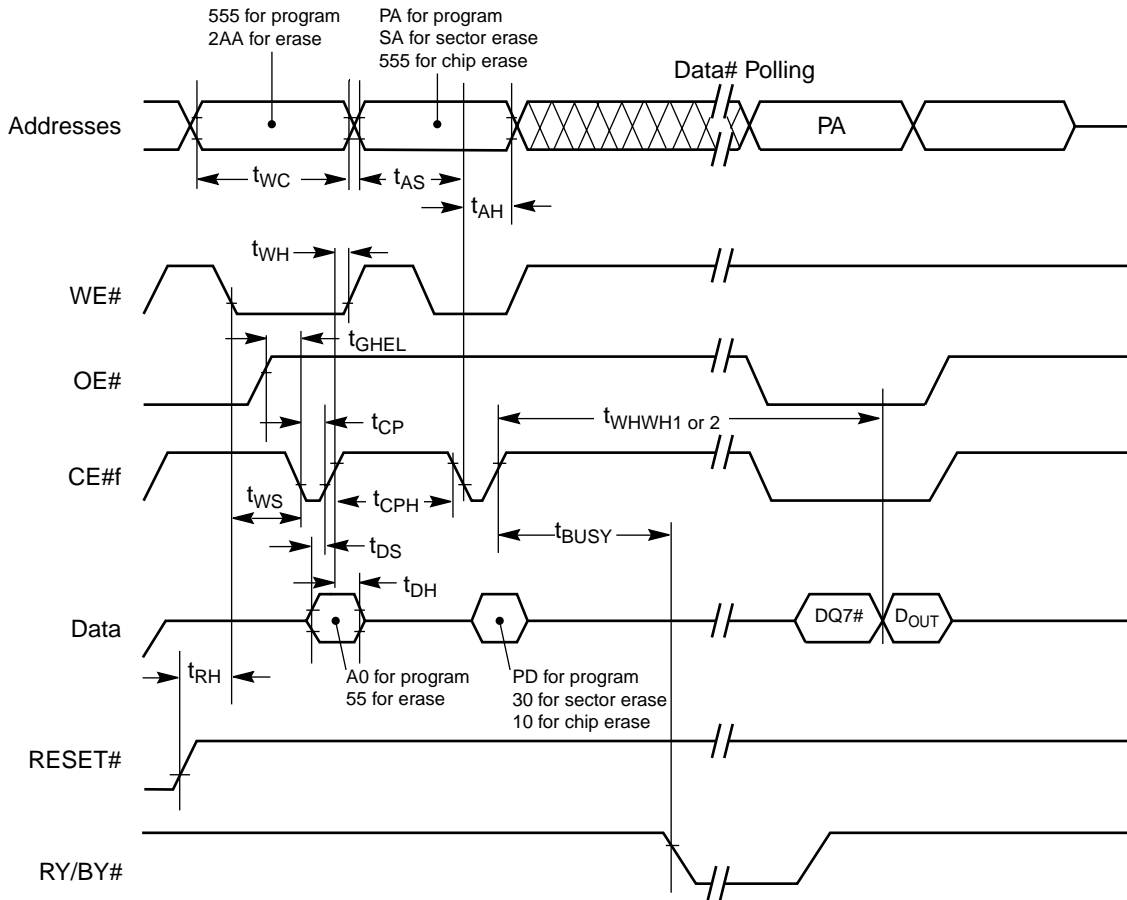 555 for program
2AA for erase
PA for program
SA for sector erase
555 for chip erase
Data# Polling
Addresses
PA
tWC
tAS
tAH
tWH
WE#
tGHEL
OE#
tWHWH1 or 2
tCP
CE#f
tWS
tCPH
tBUSY
tDS
tDH
Data
DQ7#
DOUT
tRH
A0 for program
55 for erase
PD for program
30 for sector erase
10 for chip erase
RESET#
RY/BY#